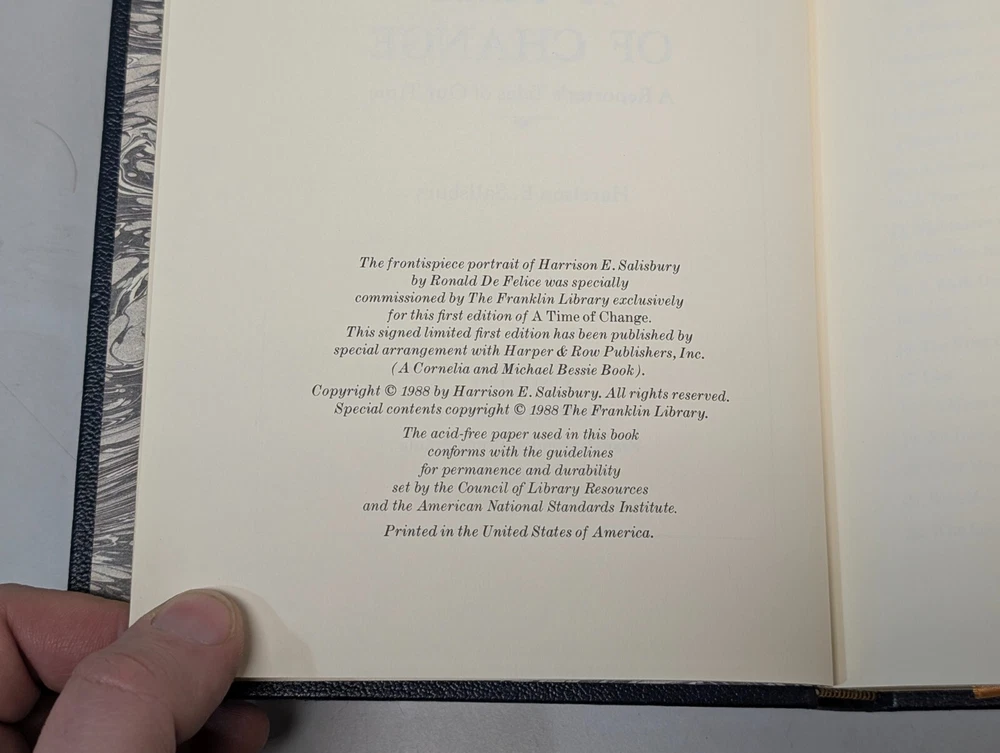 The frontispiece portrait of Harrison E. Salisbury
by Ronald De Felice was specially
commissioned by The Franklin Library exclusively
for this first edition of A Time of Change.
This signed limited first edition has been published by
special arrangement with Harper & Row Publishers, Inc.
(A Cornelia and Michael Bessie Book).
Copyright © 1988 by Harrison E. Salisbury. All rights reserved.
Special contents copyright © 1988 The Franklin Library.
The acid-free paper used in this book
conforms with the guidelines
for permanence and durability
set by the Council of Library Resources
and the American National Standards Institute.
Printed in the United States of America.